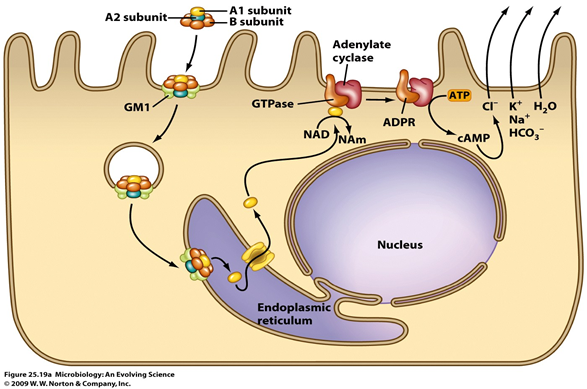 A1 subunit
A2 subunit
B subunit
GM1
Adenylate
cyclase
GTPase
ADPR
ATP
NAD
NAm
cAMP
Cl⁻
K⁺
Na⁺
HCO₃⁻
H₂O
Nucleus
Endoplasmic
reticulum
Figure 25.19a Microbiology: An Evolving Science
© 2009 W. W. Norton & Company, Inc.